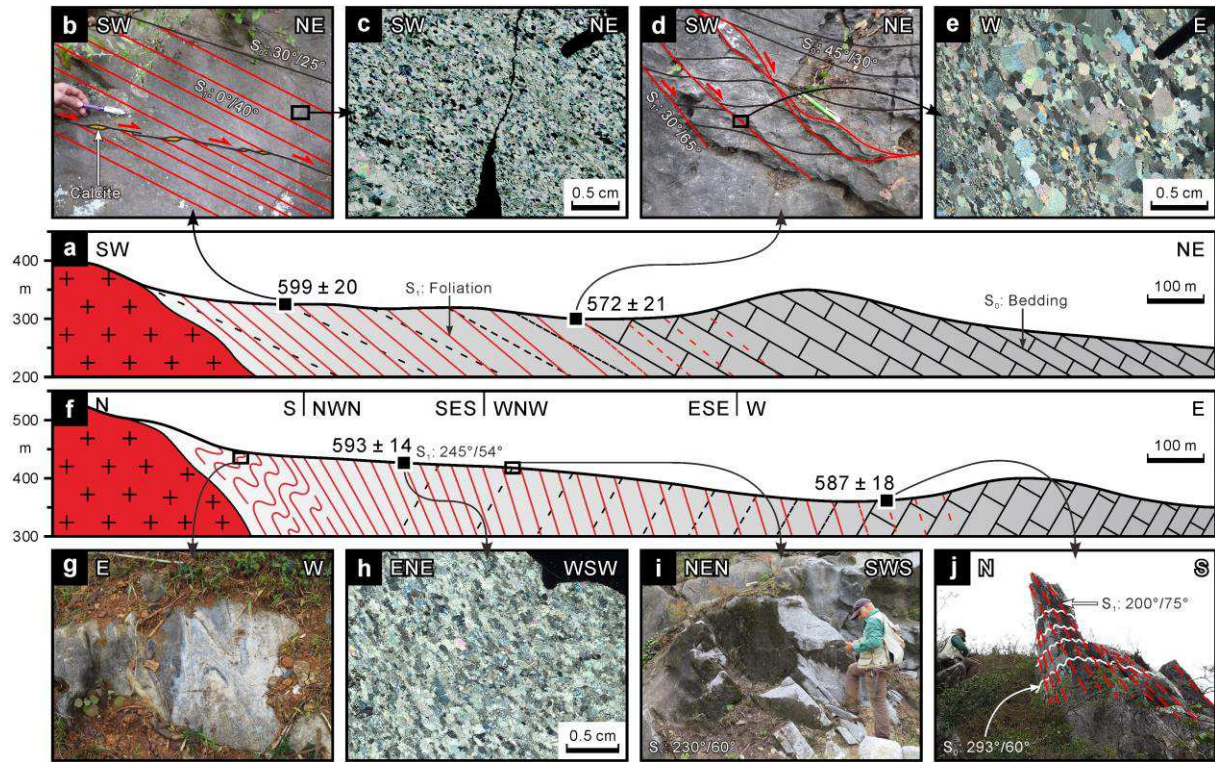 b SW NE
S₀: 30°/25°
S₁: 0°/40°
Calcite
c SW NE
0.5 cm
d SW NE
S₀: 45°/30°
S₁: 30°/65°
e W E
0.5 cm
a SW NE
400
m
300
200
599 ± 20
S₁: Foliation
572 ± 21
S₀: Bedding
100 m
f N S NWN SES WNW ESE W E
500
m
400
300
593 ± 14
S₁: 245°/54°
587 ± 18
100 m
g E W
h ENE WSW
0.5 cm
i NEN SWS
230°/60°
j N S
S₁: 200°/75°
S₀: 293°/60°